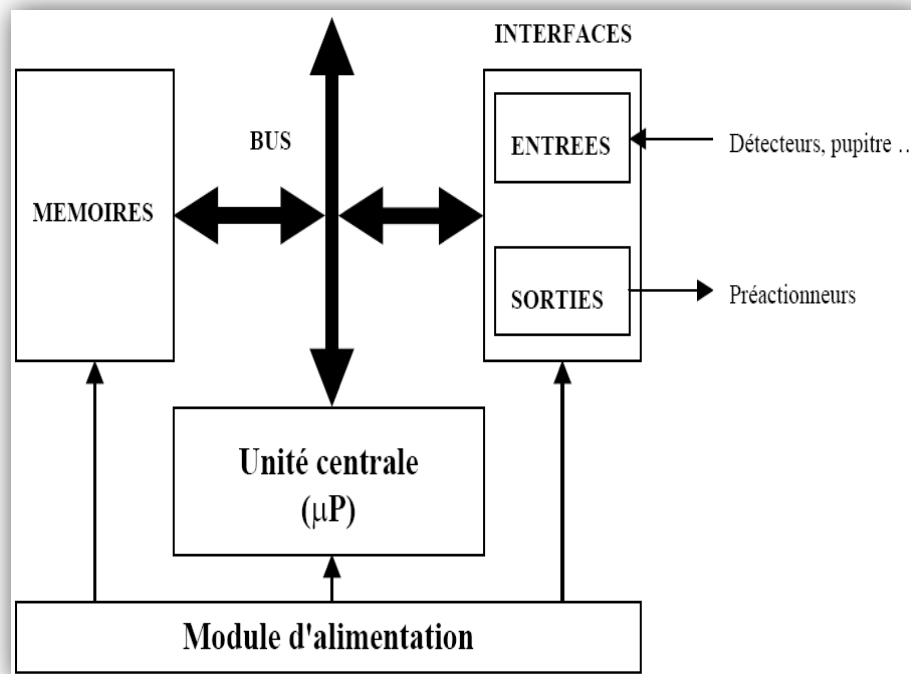 INTERFACES
BUS
ENTREES
Détecteurs, pupitre ...
MEMOIRES
SORTIES
Préactionneurs
Unité centrale
(µP)
Module d'alimentation